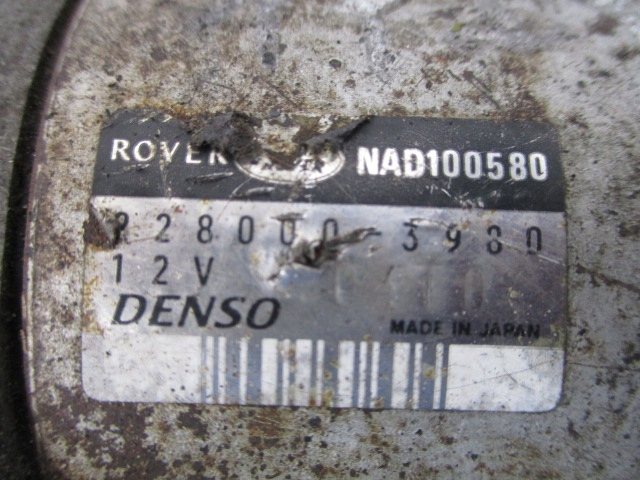 ROVER NAD100580
228000-3980
12V
DENSO
MADE IN JAPAN